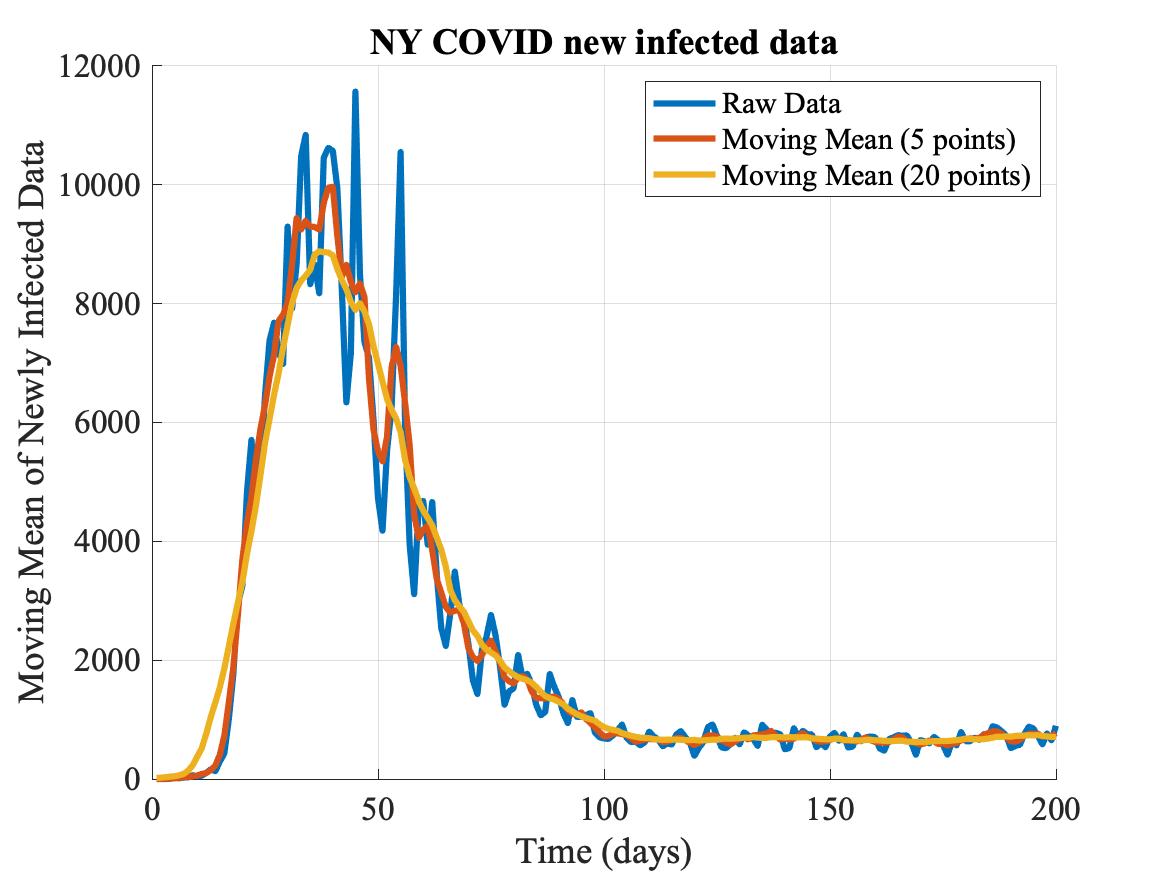 NY COVID new infected data
12000
10000
8000
6000
4000
2000
0
Moving Mean of Newly Infected Data
Raw Data
Moving Mean (5 points)
Moving Mean (20 points)
0
50
100
150
200
Time (days)